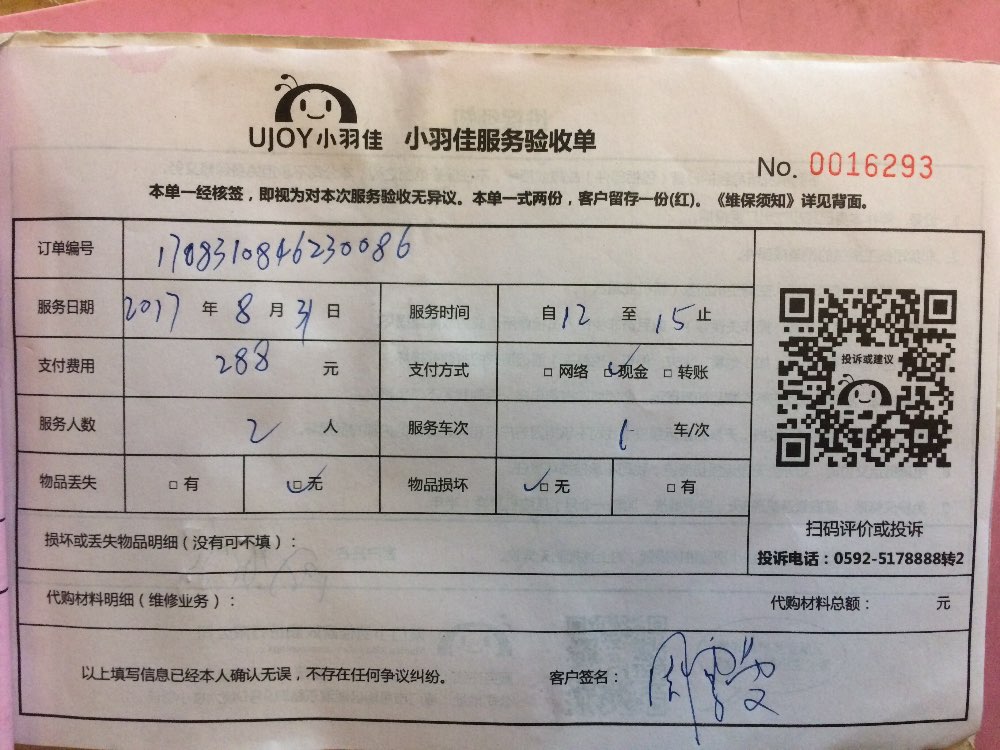 UJOY小羽佳 小羽佳服务验收单
No. 0016293
本单一经核签，即视为对本次服务验收无异议。本单一式两份，客户留存一份(红)。《维保须知》详见背面。
订单编号 1708310846230086
服务日期 2017 年 8 月 31 日 服务时间 自 12 至 15 止
支付费用 288 元 支付方式 □ 网络 ☑ 现金 □ 转账
服务人数 2 人 服务车次 1 车/次
物品丢失 □ 有 ☑ 无 物品损坏 ☑ 无 □ 有
投诉或建议
扫码评价或投诉
投诉电话：0592-5178888转2
损坏或丢失物品明细（没有可不填）：
代购材料明细（维修业务）： 代购材料总额： 元
以上填写信息已经本人确认无误，不存在任何争议纠纷。 客户签名：